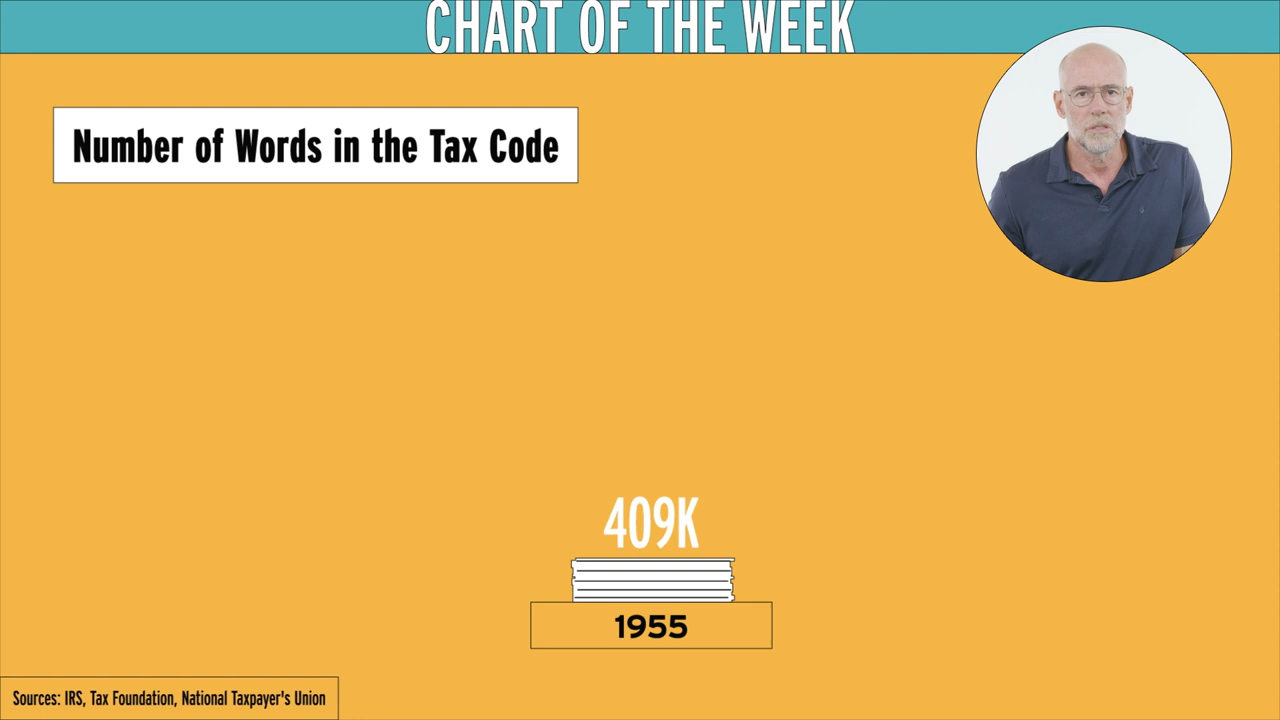 CHART OF THE WEEK
Number of Words in the Tax Code
409K
1955
Sources: IRS, Tax Foundation, National Taxpayer's Union